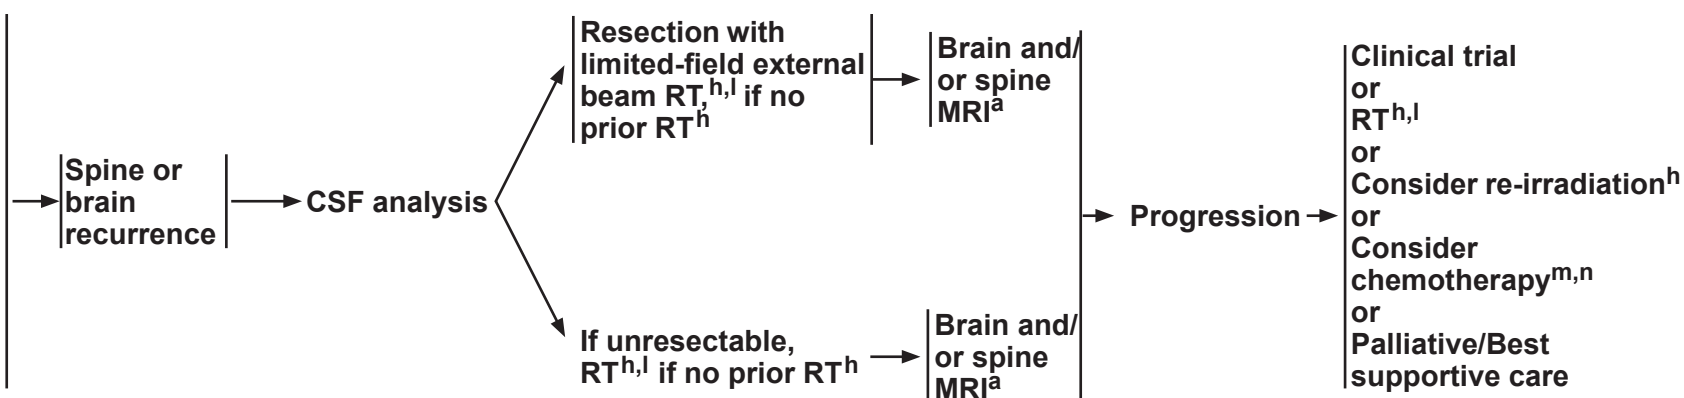 Spine or
brain
recurrence
CSF analysis
Resection with
limited-field external
beam RT,h,l if no
prior RTh
Brain and/
or spine
MRIa
If unresectable,
RTh,l if no prior RTh
Brain and/
or spine
MRIa
Progression
Clinical trial
or
RTh,l
or
Consider re-irradiationh
or
Consider
chemotherapym,n
or
Palliative/Best
supportive care